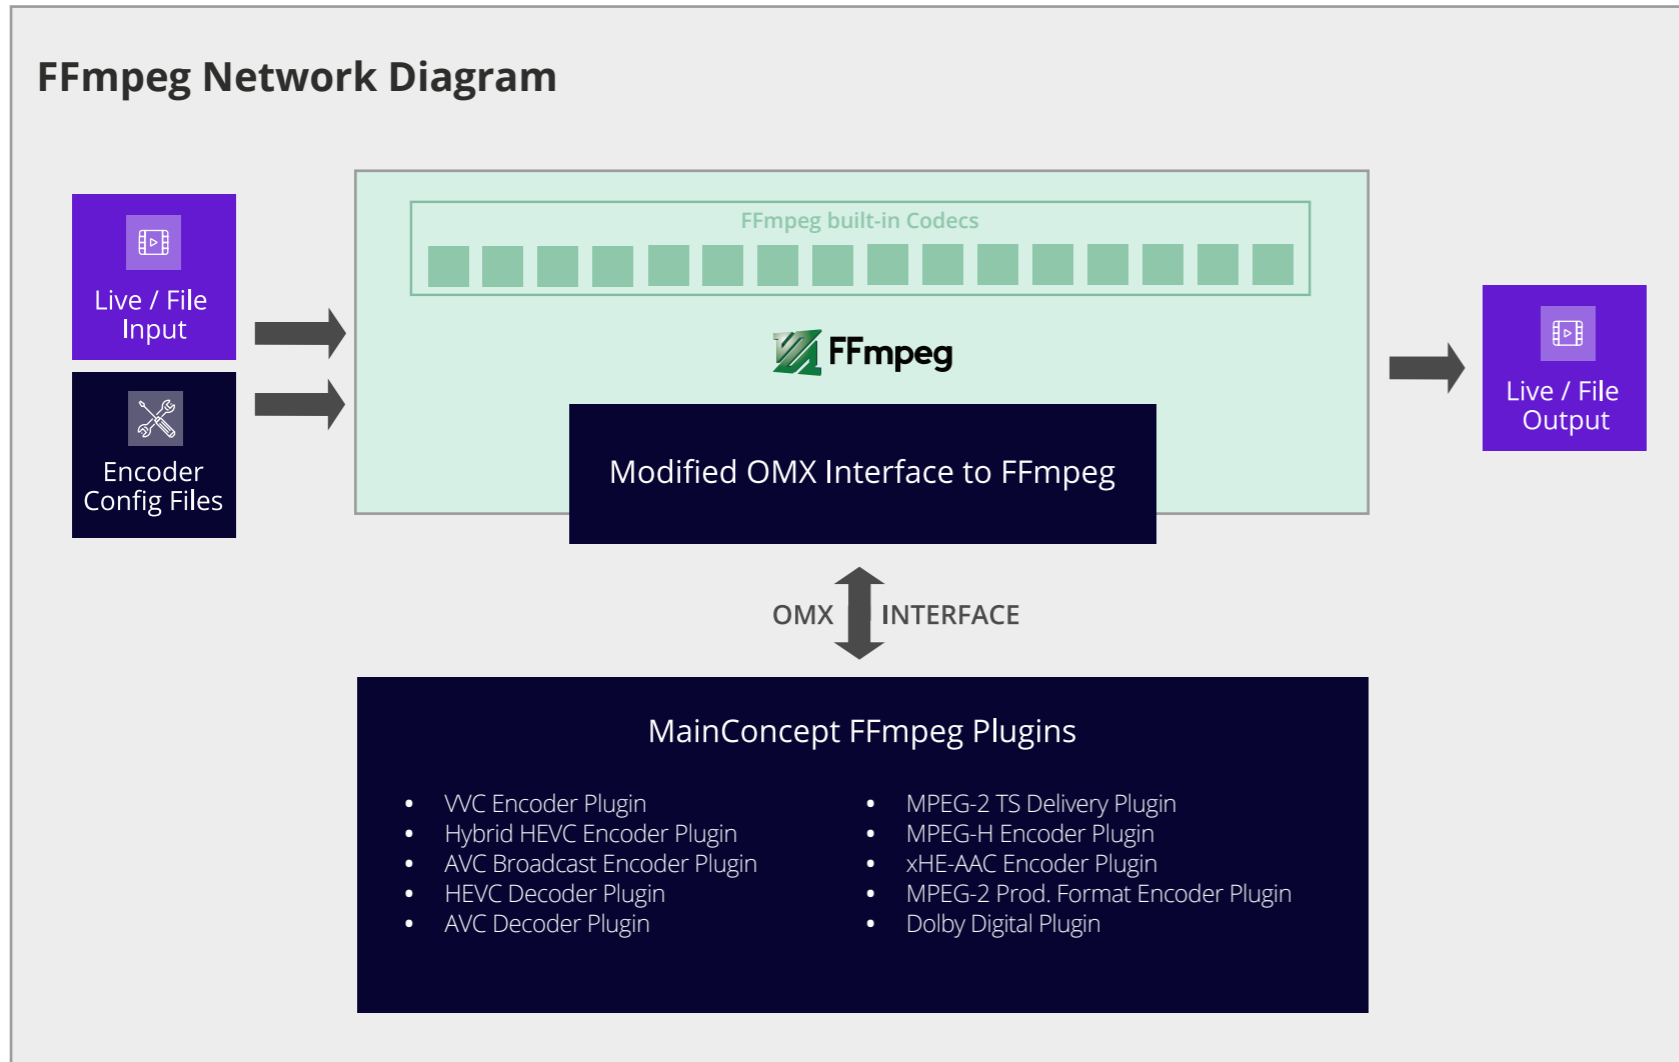 FFmpeg Network Diagram
Live / File
Input
Encoder
Config Files
FFmpeg built-in Codecs
FFmpeg
Modified OMX Interface to FFmpeg
Live / File
Output
OMX INTERFACE
MainConcept FFmpeg Plugins
• VVC Encoder Plugin
• Hybrid HEVC Encoder Plugin
• AVC Broadcast Encoder Plugin
• HEVC Decoder Plugin
• AVC Decoder Plugin
• MPEG-2 TS Delivery Plugin
• MPEG-H Encoder Plugin
• xHE-AAC Encoder Plugin
• MPEG-2 Prod. Format Encoder Plugin
• Dolby Digital Plugin